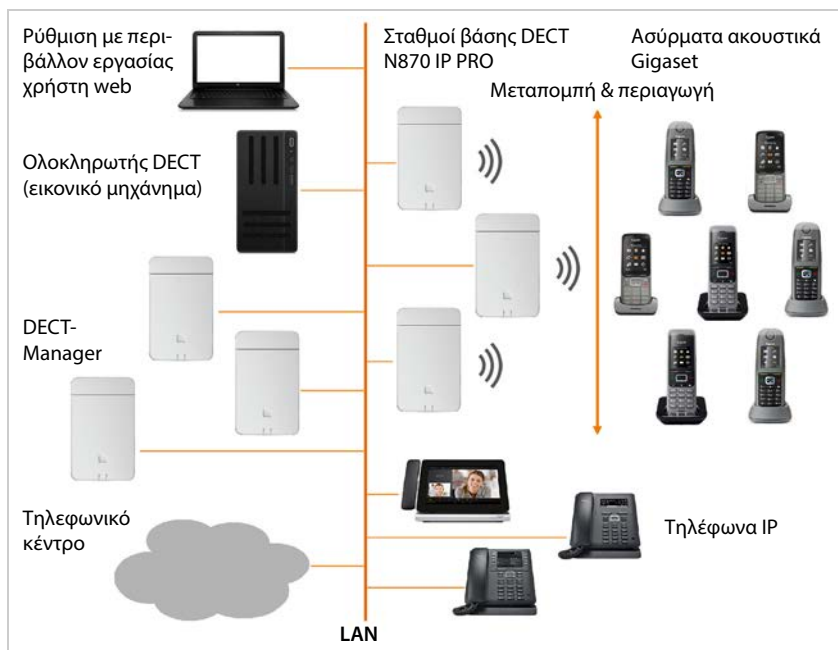 Ρύθμιση με περι-
βάλλον εργασίας
χρήστη web
Σταθμοί βάσης DECT
N870 IP PRO
Ασύρματα ακουστικά
Gigaset
Μεταπομπή & περιαγωγή
Ολοκληρωτής DECT
(εικονικό μηχάνημα)
DECT-
Manager
Τηλεφωνικό
κέντρο
Τηλέφωνα IP
LAN